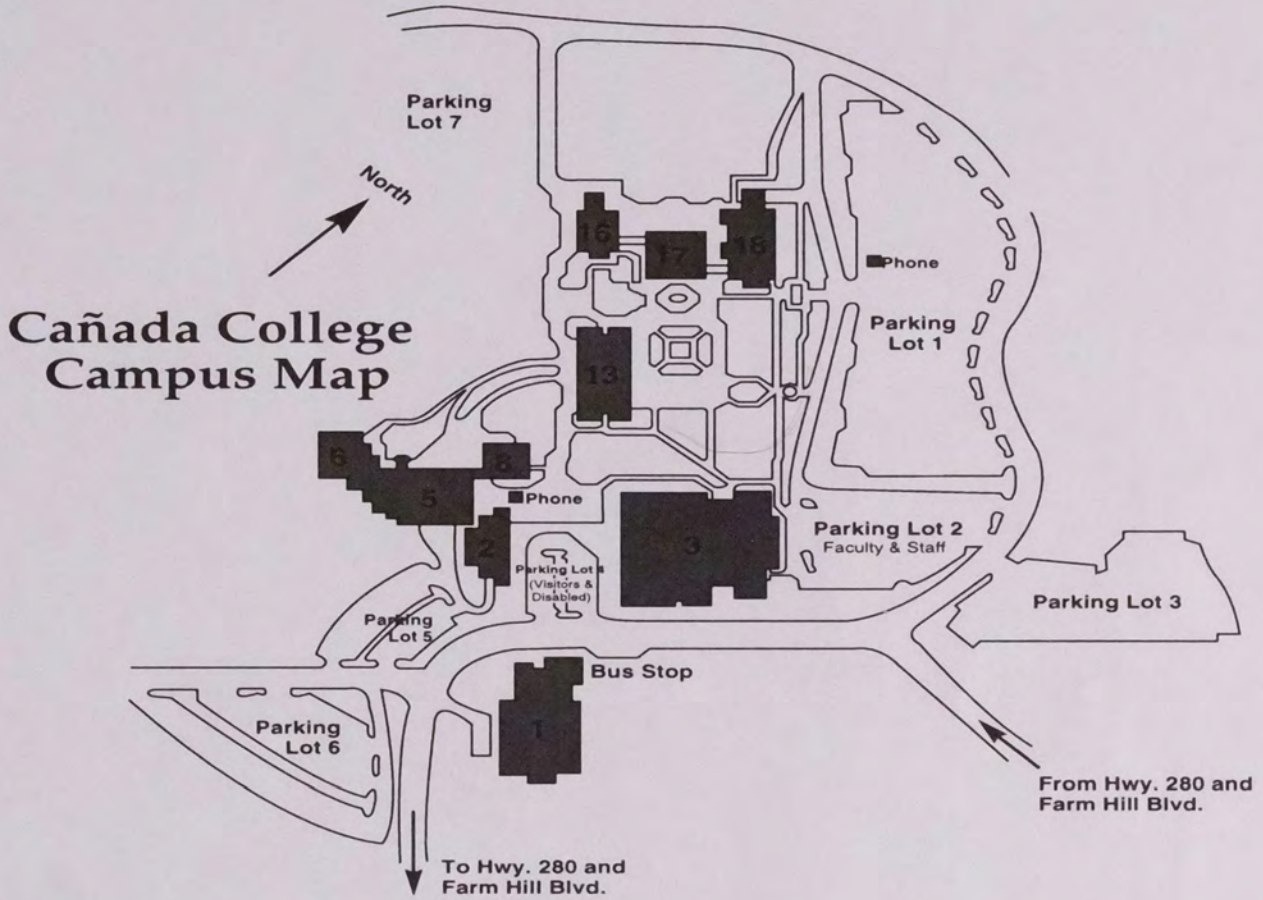 Parking
Lot 7
North
16
17
18
Phone
Cañada College
Campus Map
Parking
Lot 1
13
6
8
5
Phone
2
3
Parking Lot 2
Faculty & Staff
Parking Lot 4
(Visitors &
Disabled)
Parking Lot 3
Parking
Lot 5
Bus Stop
Parking
Lot 6
1
From Hwy. 280 and
Farm Hill Blvd.
To Hwy. 280 and
Farm Hill Blvd.